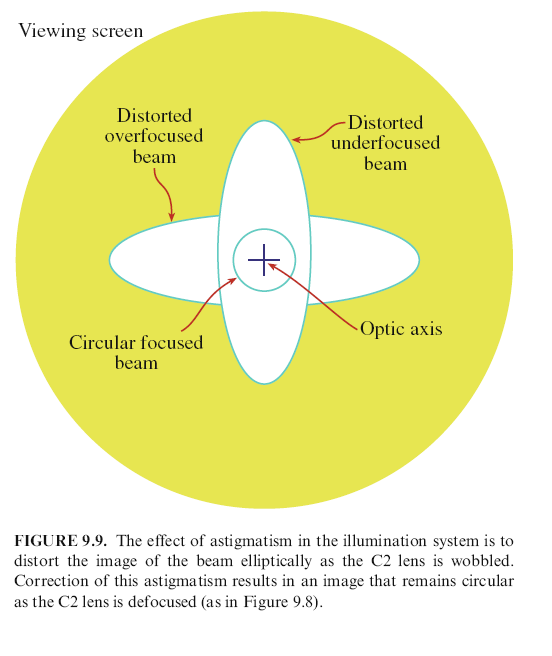 Viewing screen
Distorted
overfocused
beam
Distorted
underfocused
beam
Circular focused
beam
Optic axis
FIGURE 9.9. The effect of astigmatism in the illumination system is to
distort the image of the beam elliptically as the C2 lens is wobbled.
Correction of this astigmatism results in an image that remains circular
as the C2 lens is defocused (as in Figure 9.8).